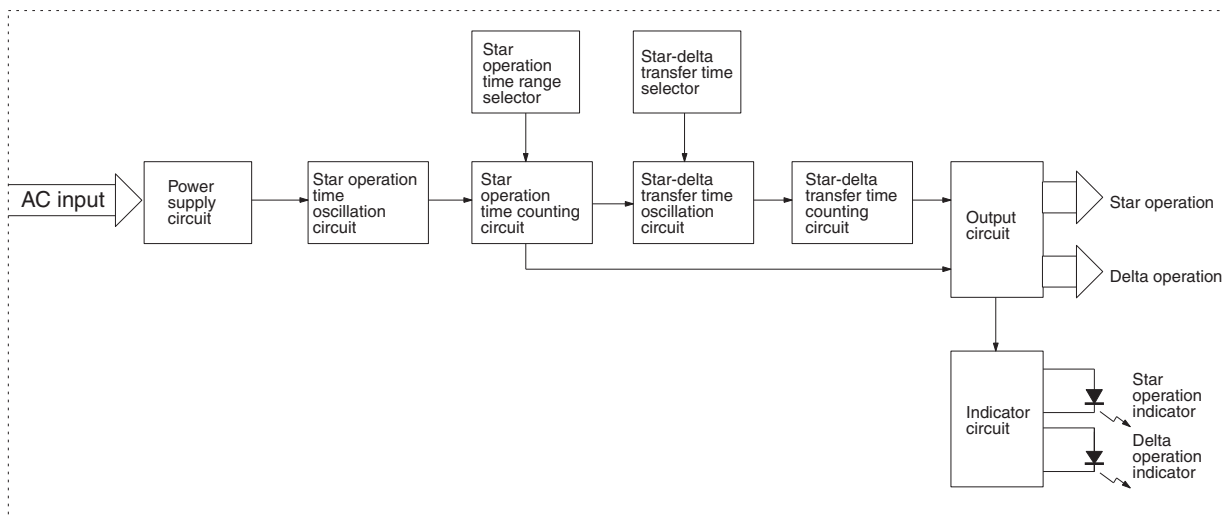 Star
operation
time range
selector
Star-delta
transfer time
selector
AC input
Power
supply
circuit
Star operation
time
oscillation
circuit
Star
operation
time counting
circuit
Star-delta
transfer time
oscillation circuit
Star-delta
transfer time
counting
circuit
Output
circuit
Star operation
Delta operation
Indicator
circuit
Star
operation
indicator
Delta
operation
indicator